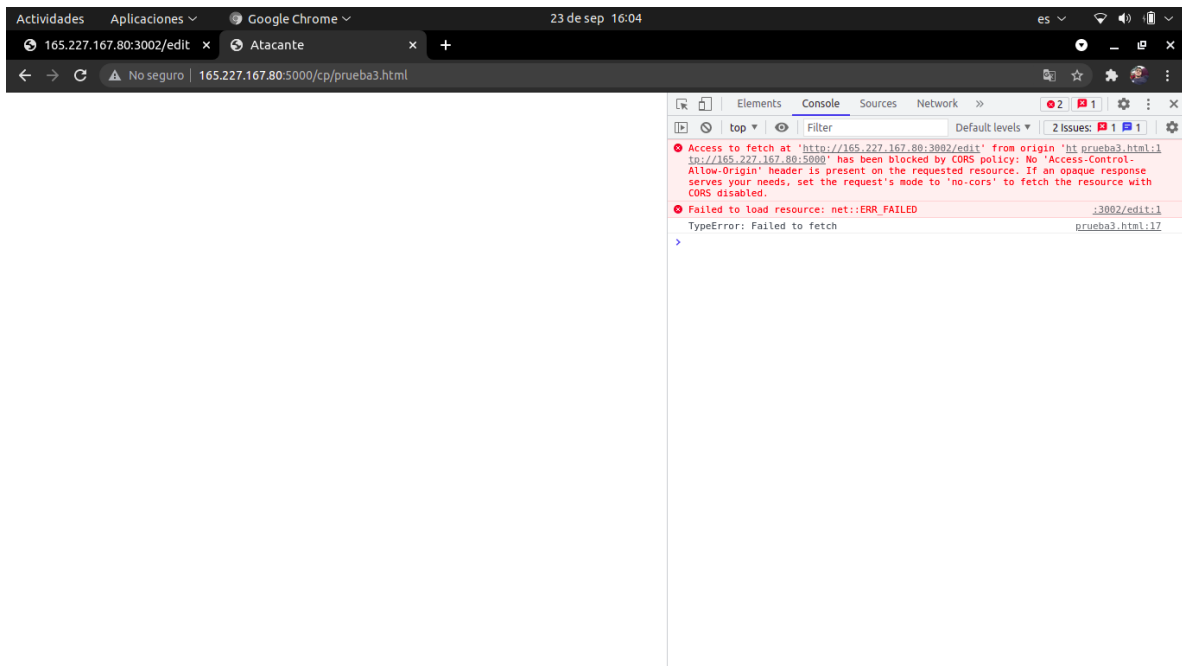 Actividades Aplicaciones Google Chrome 23 de sep 16:04 es
165.227.167.80:3002/edit Atacante
No seguro 165.227.167.80:5000/cp/prueba3.html
Elements Console Sources Network » 2 1
top Filter Default levels 2 Issues: 1 1
Access to fetch at 'http://165.227.167.80:3002/edit' from origin 'ht prueba3.html:1
tp://165.227.167.80:5000' has been blocked by CORS policy: No 'Access-Control-
Allow-Origin' header is present on the requested resource. If an opaque response
serves your needs, set the request's mode to 'no-cors' to fetch the resource with
CORS disabled.
Failed to load resource: net::ERR_FAILED :3002/edit:1
TypeError: Failed to fetch prueba3.html:17